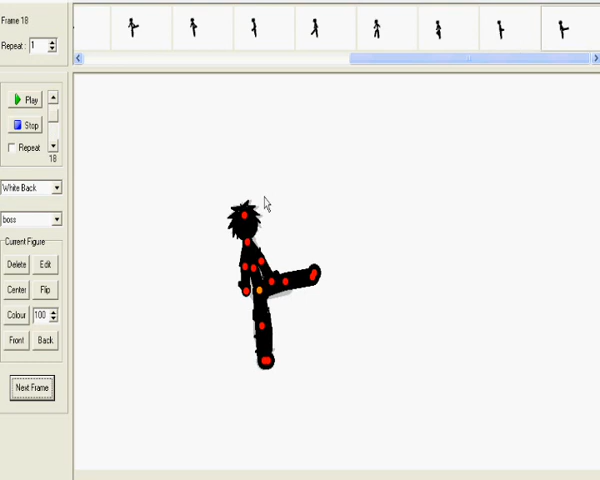 Frame 18
Repeat : 1
Play
Stop
Repeat
18
White Back
boss
Current Figure
Delete Edit
Center Flip
Colour 100
Front Back
Next Frame